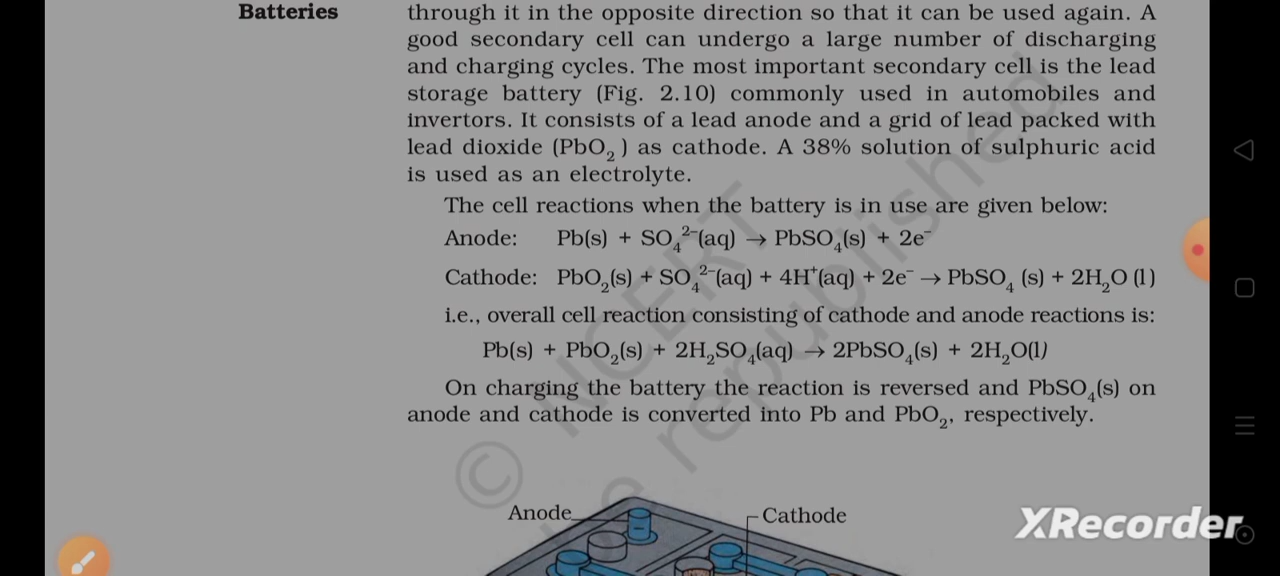 Batteries
through it in the opposite direction so that it can be used again. A
good secondary cell can undergo a large number of discharging
and charging cycles. The most important secondary cell is the lead
storage battery (Fig. 2.10) commonly used in automobiles and
invertors. It consists of a lead anode and a grid of lead packed with
lead dioxide (PbO₂ ) as cathode. A 38% solution of sulphuric acid
is used as an electrolyte.
The cell reactions when the battery is in use are given below:
Anode: Pb(s) + SO₄²⁻(aq) → PbSO₄(s) + 2e⁻
Cathode: PbO₂(s) + SO₄²⁻(aq) + 4H⁺(aq) + 2e⁻ → PbSO₄ (s) + 2H₂O (l)
i.e., overall cell reaction consisting of cathode and anode reactions is:
Pb(s) + PbO₂(s) + 2H₂SO₄(aq) → 2PbSO₄(s) + 2H₂O(l)
On charging the battery the reaction is reversed and PbSO₄(s) on
anode and cathode is converted into Pb and PbO₂, respectively.
© NCERT
be republished
Anode
Cathode
XRecorder